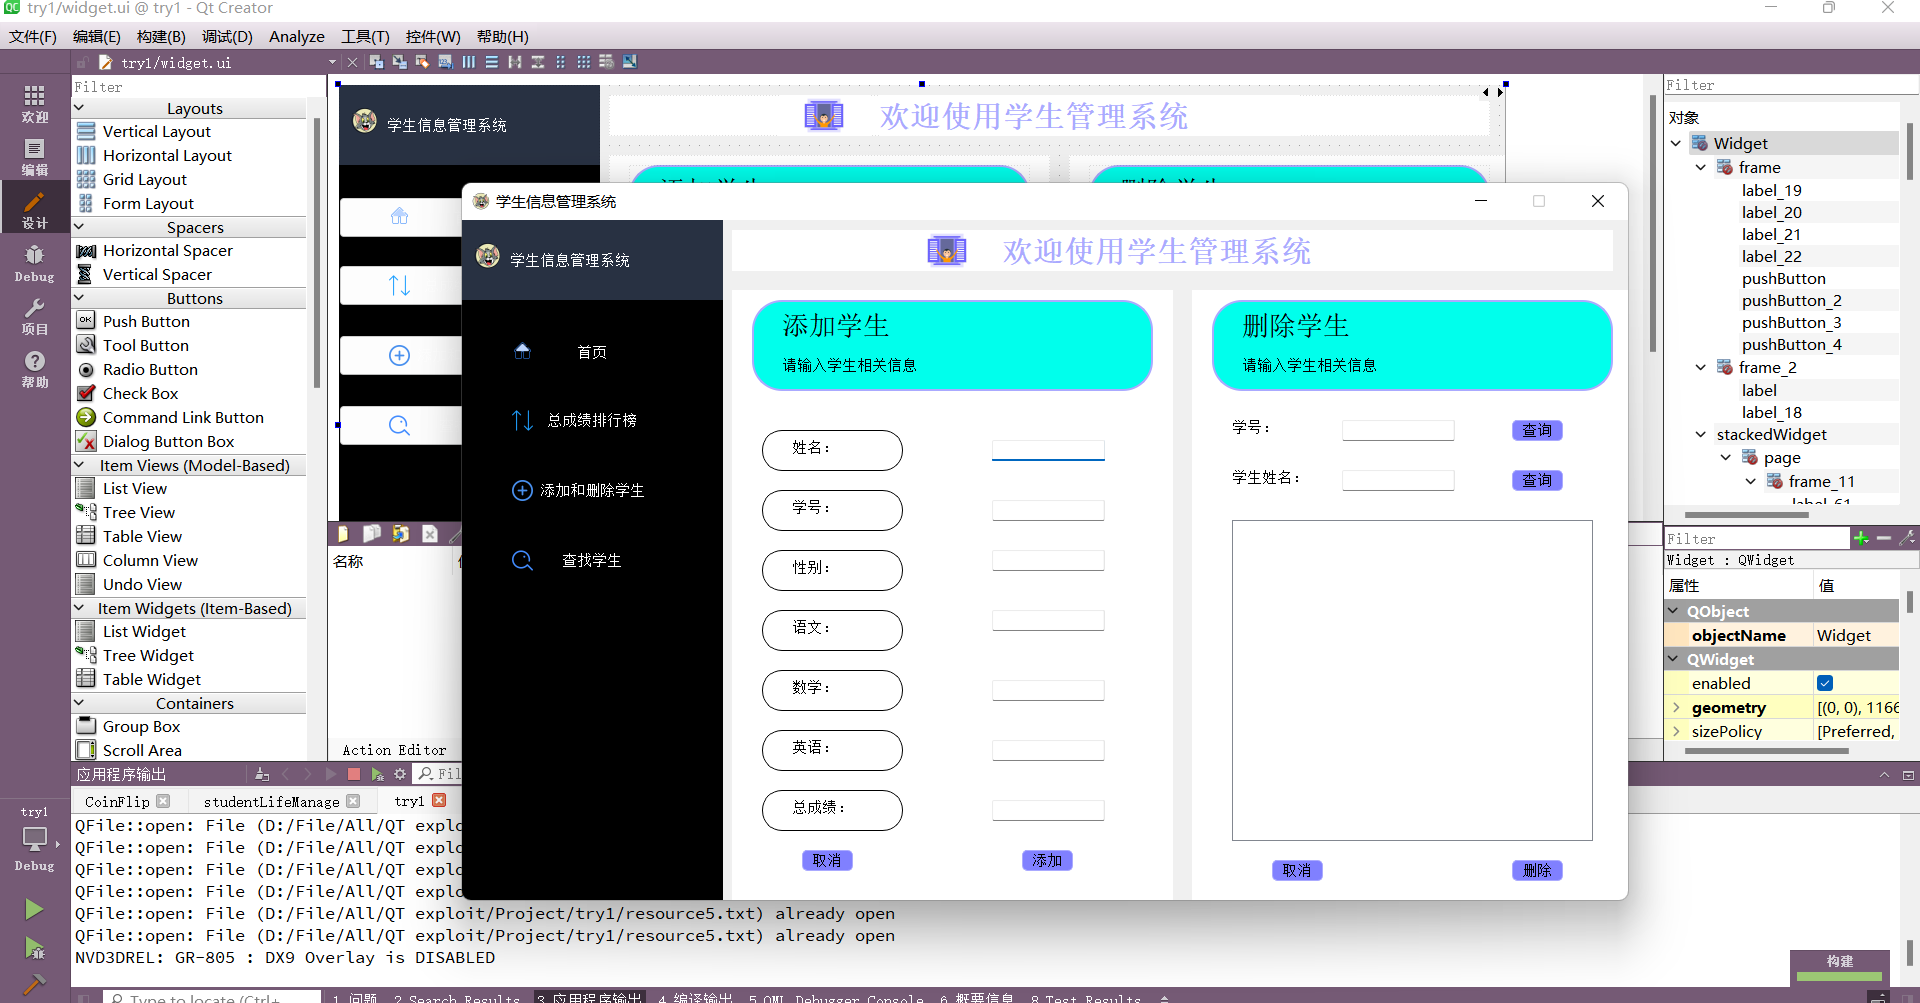 try1/widget.ui @ try1 - Qt Creator
文件(F) 编辑(E) 构建(B) 调试(D) Analyze 工具(T) 控件(W) 帮助(H)
try1/widget.ui
欢迎
编辑
设计
Debug
项目
帮助
try1
Debug
Filter
Layouts
Vertical Layout
Horizontal Layout
Grid Layout
Form Layout
Spacers
Horizontal Spacer
Vertical Spacer
Buttons
Push Button
Tool Button
Radio Button
Check Box
Command Link Button
Dialog Button Box
Item Views (Model-Based)
List View
Tree View
Table View
Column View
Undo View
Item Widgets (Item-Based)
List Widget
Tree Widget
Table Widget
Containers
Group Box
Scroll Area
学生信息管理系统
欢迎使用学生管理系统
添加学生
删除学生
名称
Action Editor
学生信息管理系统
学生信息管理系统
首页
总成绩排行榜
添加和删除学生
查找学生
欢迎使用学生管理系统
添加学生
请输入学生相关信息
姓名：
学号：
性别：
语文：
数学：
英语：
总成绩：
取消
添加
删除学生
请输入学生相关信息
学号：
查询
学生姓名：
查询
取消
删除
Filter
对象
Widget
frame
label_19
label_20
label_21
label_22
pushButton
pushButton_2
pushButton_3
pushButton_4
frame_2
label
label_18
stackedWidget
page
frame_11
label_61
Filter
Widget : QWidget
属性 值
QObject
objectName Widget
QWidget
enabled
geometry [(0, 0), 1166
sizePolicy [Preferred,
应用程序输出
Fil
CoinFlip studentLifeManage try1
QFile::open: File (D:/File/All/QT explo
QFile::open: File (D:/File/All/QT explo
QFile::open: File (D:/File/All/QT explo
QFile::open: File (D:/File/All/QT explo
QFile::open: File (D:/File/All/QT exploit/Project/try1/resource5.txt) already open
QFile::open: File (D:/File/All/QT exploit/Project/try1/resource5.txt) already open
NVD3DREL: GR-805 : DX9 Overlay is DISABLED
构建
Type to locate (Ctrl+
1 问题 2 Search Results 3 应用程序输出 4 编译输出 5 QML Debugger Console 6 概要信息 8 Test Results